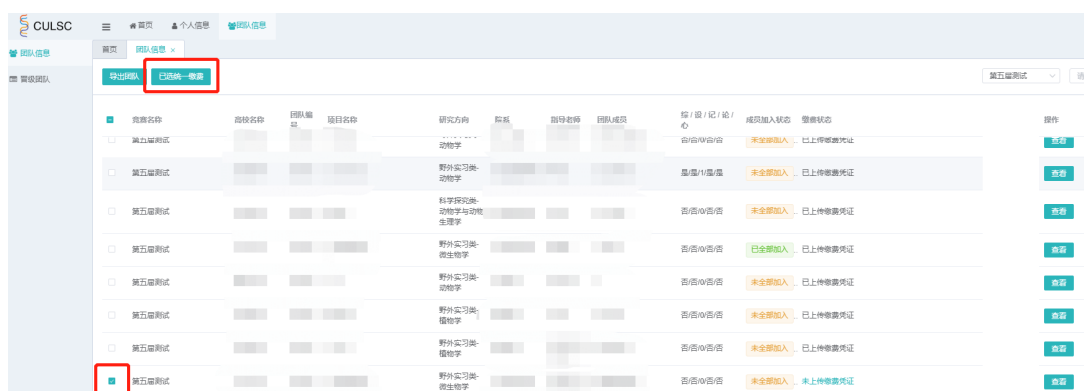 CULSC
首页 个人信息 团队信息
团队信息
首页 团队信息 ×
晋级团队
导出团队 已选统一缴费 第五届测试 请
竞赛名称 高校名称 团队编号 项目名称 研究方向 院系 指导老师 团队成员 综/设/记/论/心 成员加入状态 缴费状态 操作
第五届测试 动物学 否/否/0/否/否 未全部加入 已上传缴费凭证 查看
第五届测试 野外实习类-动物学 是/是/1/是/是 未全部加入 已上传缴费凭证 查看
第五届测试 科学探究类-动物学与动物生理学 否/否/0/否/否 未全部加入 已上传缴费凭证 查看
第五届测试 野外实习类-微生物学 否/否/0/否/否 已全部加入 已上传缴费凭证 查看
第五届测试 野外实习类-动物学 否/否/0/否/否 未全部加入 已上传缴费凭证 查看
第五届测试 野外实习类-植物学 否/否/0/否/否 未全部加入 已上传缴费凭证 查看
第五届测试 野外实习类-植物学 否/否/0/否/否 未全部加入 已上传缴费凭证 查看
第五届测试 野外实习类-微生物学 否/否/0/否/否 未全部加入 未上传缴费凭证 查看